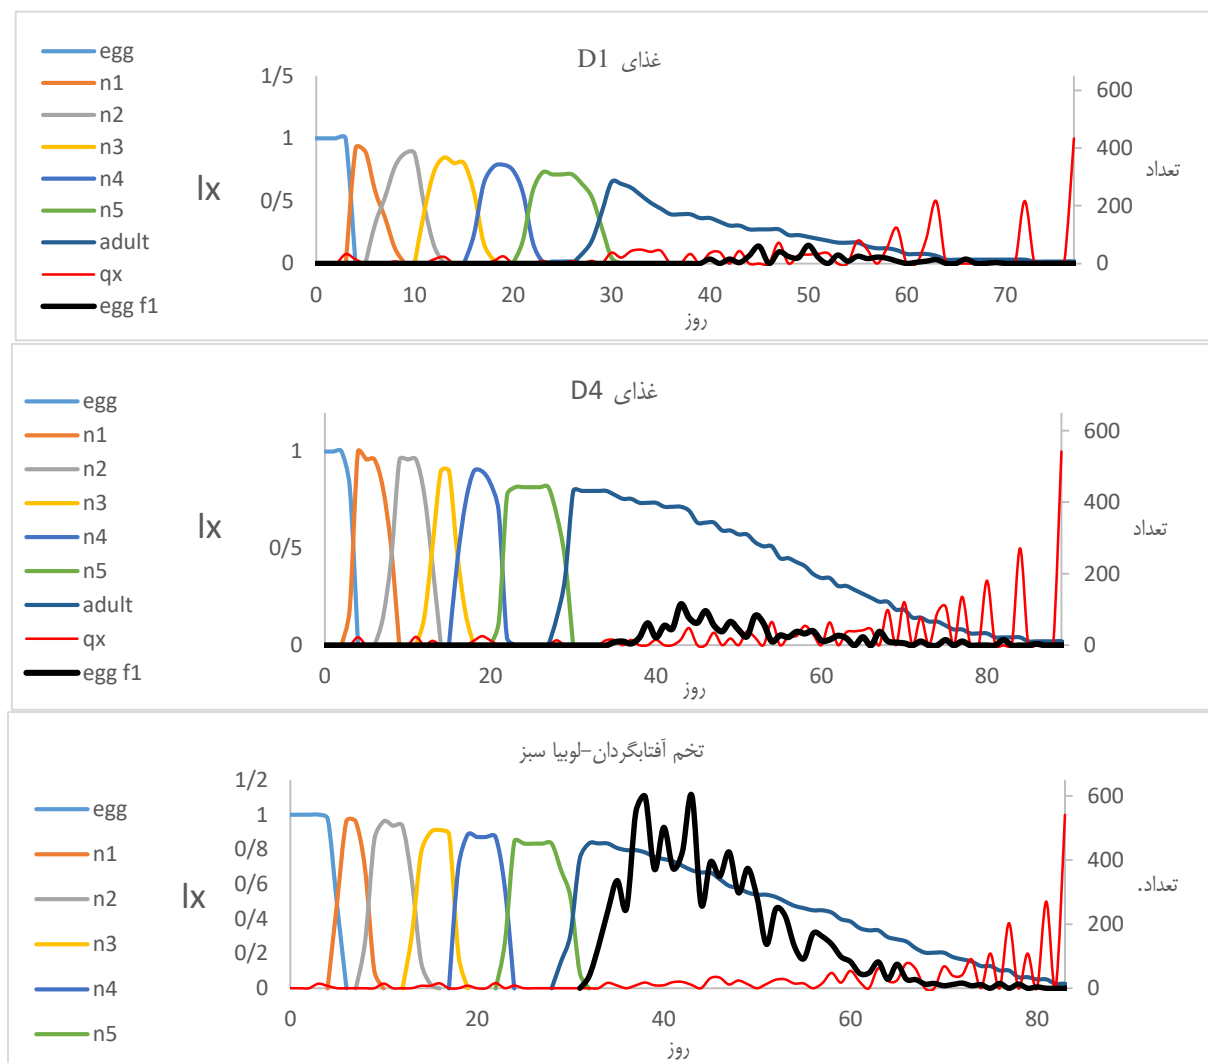 غذای D1
egg
n1
n2
n3
n4
n5
adult
qx
egg f1
1/5
1
0/5
0
lx
600
400
200
0
تعداد
0 10 20 30 40 50 60 70
روز
غذای D4
egg
n1
n2
n3
n4
n5
adult
qx
egg f1
1
0/5
0
lx
600
400
200
0
تعداد
0 20 40 60 80
روز
تخم آفتابگردان-لوبیا سبز
egg
n1
n2
n3
n4
n5
1/2
1
0/8
0/6
0/4
0/2
0
lx
600
400
200
0
تعداد.
0 20 40 60 80
روز